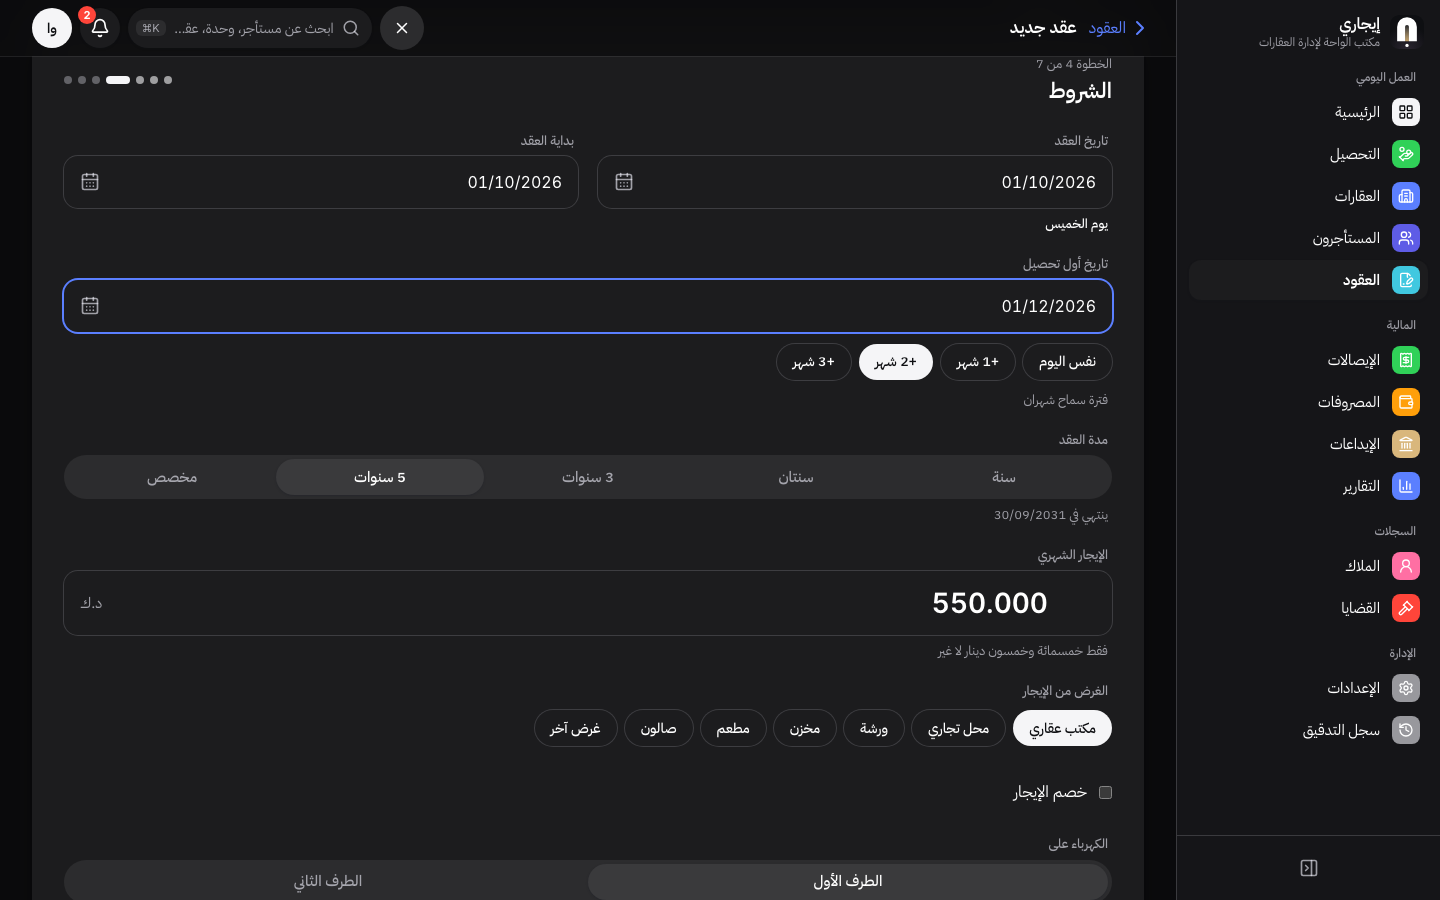 إيجاري
مكتب الواحة لإدارة العقارات
العمل اليومي
الرئيسية
التحصيل
العقارات
المستأجرون
العقود
المالية
الإيصالات
المصروفات
الإيداعات
التقارير
السجلات
الملاك
القضايا
الإدارة
الإعدادات
سجل التدقيق
العقود
عقد جديد
ابحث عن مستأجر، وحدة، عقـ...
⌘K
2
وا
الخطوة 4 من 7
الشروط
تاريخ العقد
01/10/2026
يوم الخميس
بداية العقد
01/10/2026
تاريخ أول تحصيل
01/12/2026
نفس اليوم
+1 شهر
+2 شهر
+3 شهر
فترة سماح شهران
مدة العقد
سنة
سنتان
3 سنوات
5 سنوات
مخصص
ينتهي في 30/09/2031
الإيجار الشهري
550.000
د.ك
فقط خمسمائة وخمسون دينار لا غير
الغرض من الإيجار
مكتب عقاري
محل تجاري
ورشة
مخزن
مطعم
صالون
غرض آخر
خصم الإيجار
الكهرباء على
الطرف الأول
الطرف الثاني